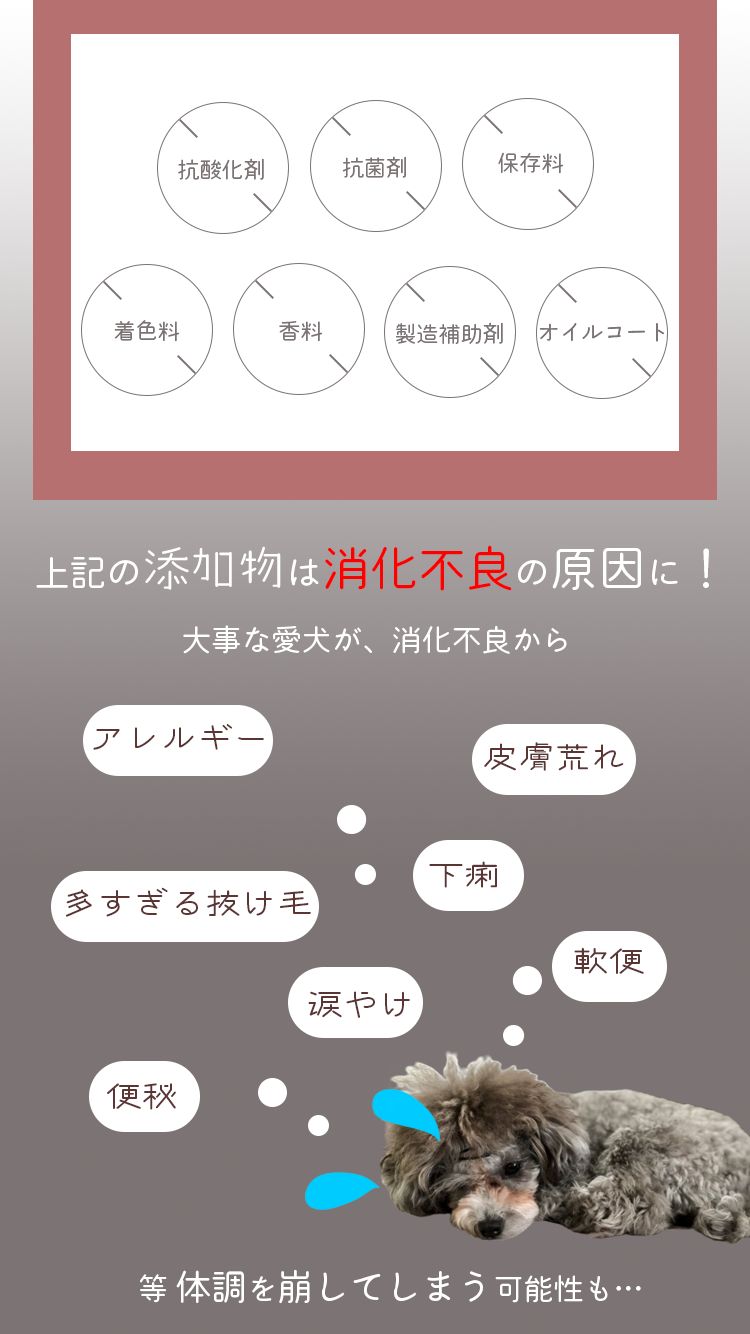 抗酸化剤
抗菌剤
保存料
着色料
香料
製造補助剤
オイルコート
上記の添加物は消化不良の原因に！
大事な愛犬が、消化不良から
アレルギー
皮膚荒れ
下痢
多すぎる抜け毛
軟便
涙やけ
便秘
等 体調を崩してしまう可能性も…